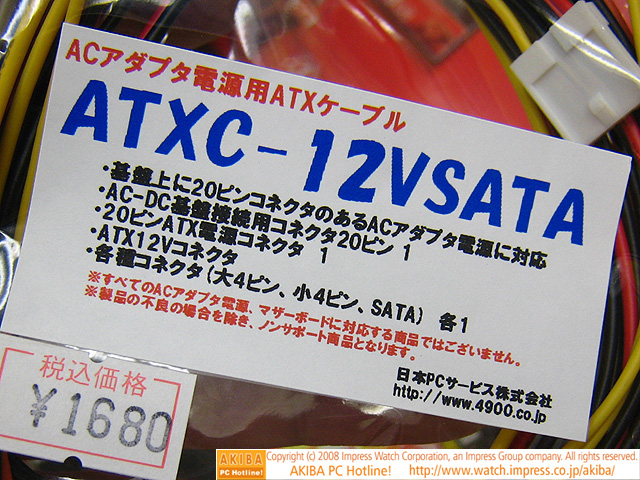 ACアダプタ電源用ATXケーブル
ATXC-12VSATA
・基盤上に20ピンコネクタのあるACアダプタ電源に対応
・AC-DC基盤接続用コネクタ20ピン 1
・20ピンATX電源コネクタ 1
・ATX12Vコネクタ
・各種コネクタ(大4ピン、小4ピン、SATA) 各1
※すべてのACアダプタ電源、マザーボードに対応する商品ではございません。
※製品の不良の場合を除き、ノンサポート商品となります。
日本PCサービス株式会社
http://www.4900.co.jp
税込価格
¥1680
AKIBA
PC Hotline!
Copyright (c) 2008 Impress Watch Corporation, an Impress Group company. All rights reserved.
AKIBA PC Hotline! http://www.watch.impress.co.jp/akiba/